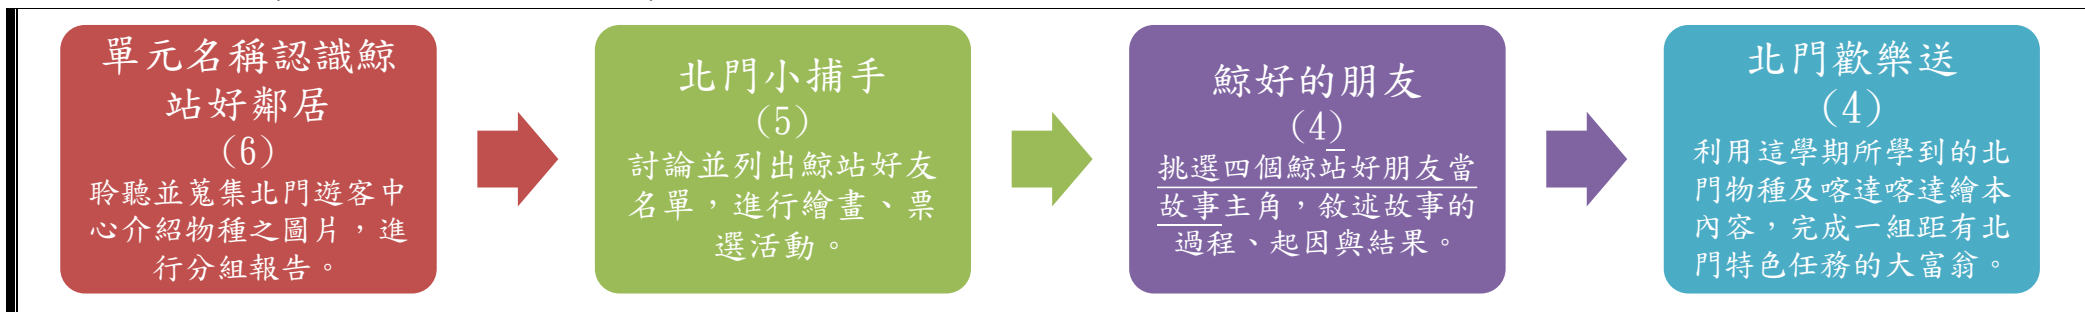 單元名稱認識鯨
站好鄰居
(6)
聆聽並蒐集北門遊客中
心介紹物種之圖片，進
行分組報告。
北門小捕手
(5)
討論並列出鯨站好友
名單，進行繪畫、票
選活動。
鯨好的朋友
(4)
挑選四個鯨站好朋友當
故事主角，敘述故事的
過程、起因與結果。
北門歡樂送
(4)
利用這學期所學到的北
門物種及喀達喀達繪本
內容，完成一組距有北
門特色任務的大富翁。